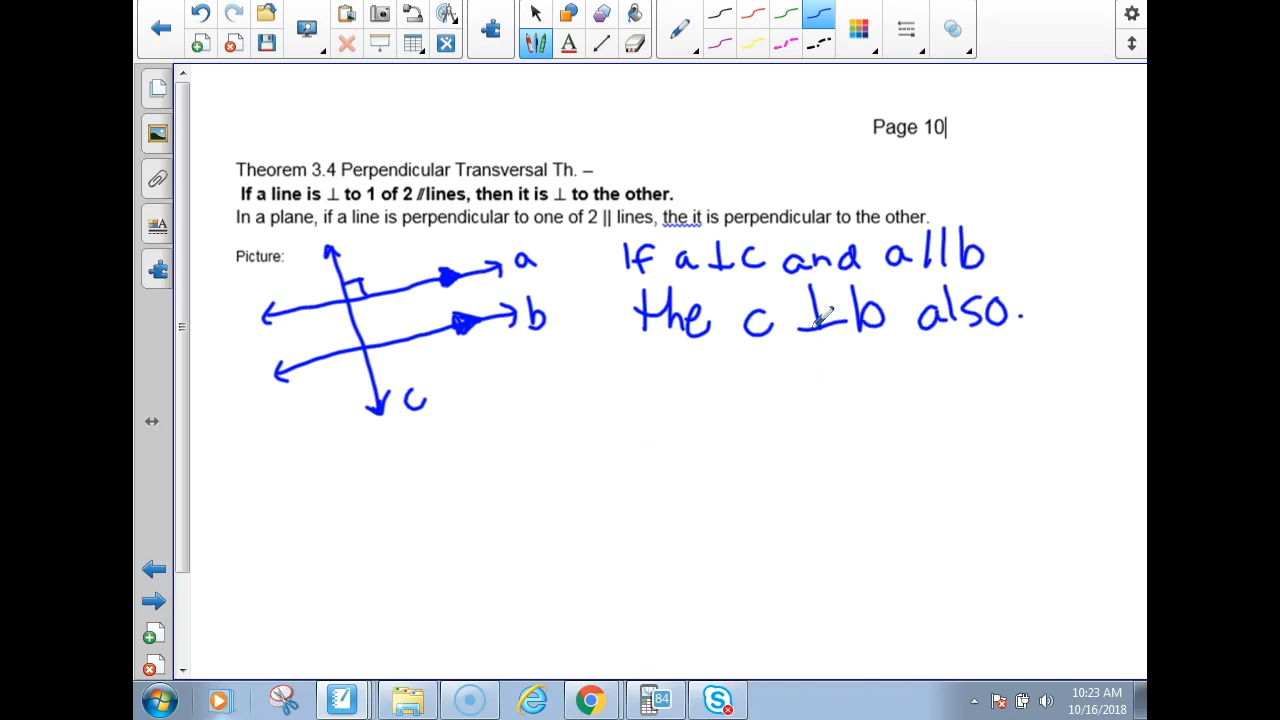 Page 10
Theorem 3.4 Perpendicular Transversal Th. –
If a line is ⊥ to 1 of 2 //lines, then it is ⊥ to the other.
In a plane, if a line is perpendicular to one of 2 || lines, the it is perpendicular to the other.
Picture:
a
b
c
If a ⊥ c and a || b
the c ⊥ b also.
84
10:23 AM
10/16/2018